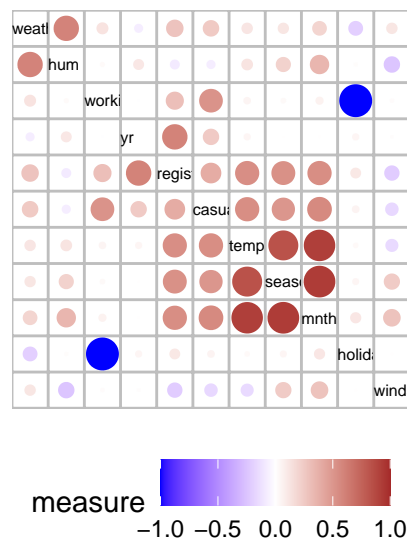 weatl
hum
worki
yr
regis
casua
temp
seaso
mnth
holida
wind
measure
−1.0 −0.5 0.0 0.5 1.0